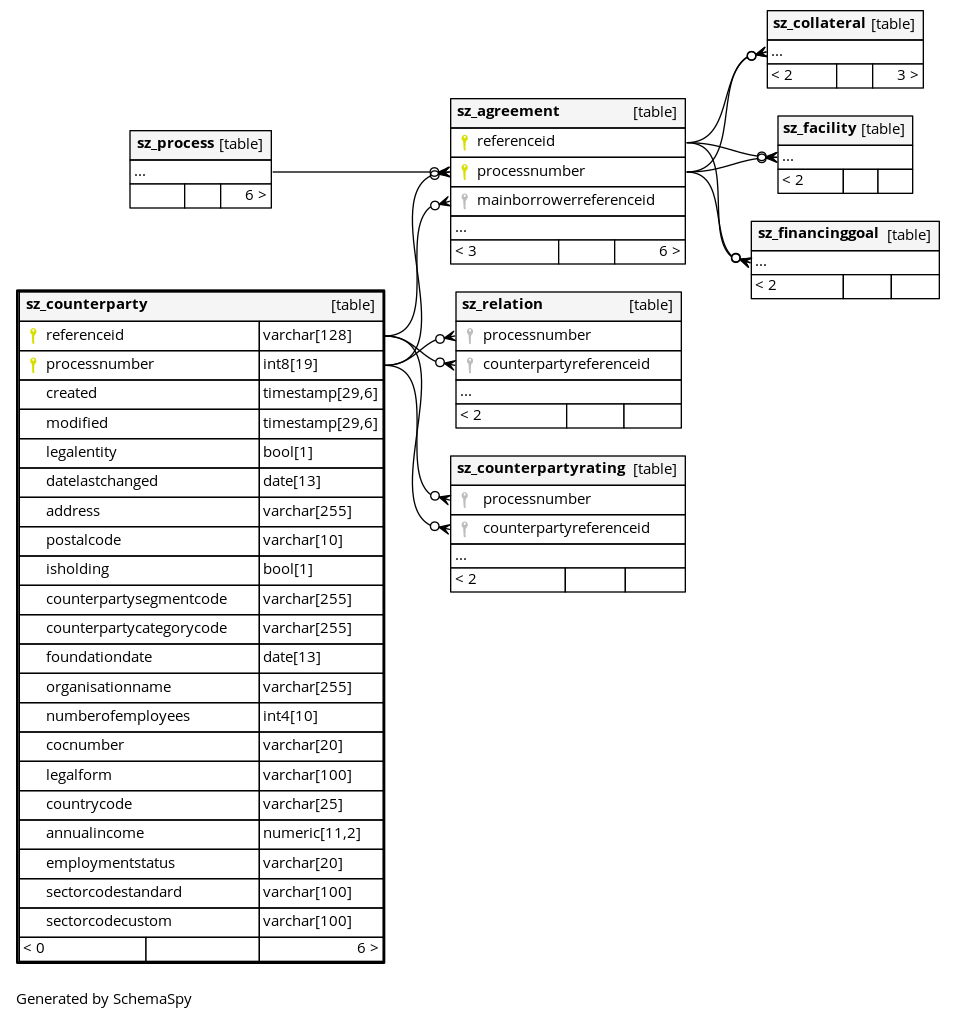 sz_collateral [table]
...
< 2 3 >
sz_agreement [table]
referenceid
processnumber
mainborrowerreferenceid
...
< 3 6 >
sz_process [table]
...
6 >
sz_facility [table]
...
< 2
sz_financinggoal [table]
...
< 2
sz_counterparty [table]
referenceid varchar[128]
processnumber int8[19]
created timestamp[29,6]
modified timestamp[29,6]
legalentity bool[1]
datelastchanged date[13]
address varchar[255]
postalcode varchar[10]
isholding bool[1]
counterpartysegmentcode varchar[255]
counterpartycategorycode varchar[255]
foundationdate date[13]
organisationname varchar[255]
numberofemployees int4[10]
cocnumber varchar[20]
legalform varchar[100]
countrycode varchar[25]
annualincome numeric[11,2]
employmentstatus varchar[20]
sectorcodestandard varchar[100]
sectorcodecustom varchar[100]
< 0 6 >
sz_relation [table]
processnumber
counterpartyreferenceid
...
< 2
sz_counterpartyrating [table]
processnumber
counterpartyreferenceid
...
< 2
Generated by SchemaSpy